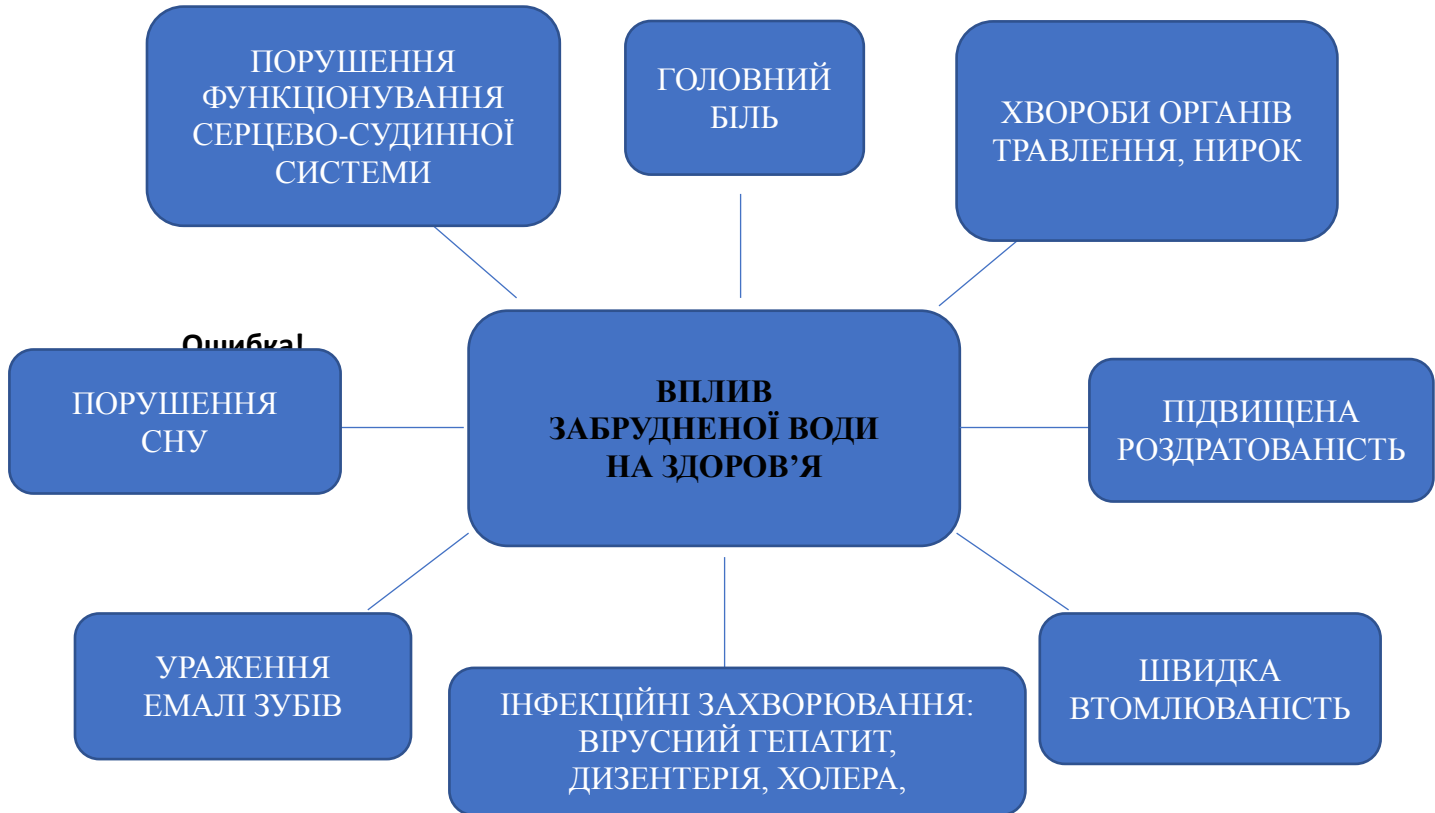 ПОРУШЕННЯ
ФУНКЦІОНУВАННЯ
СЕРЦЕВО-СУДИННОЇ
СИСТЕМИ
ГОЛОВНИЙ
БІЛЬ
ХВОРОБИ ОРГАНІВ
ТРАВЛЕННЯ, НИРОК
Ошибка!
ПОРУШЕННЯ
СНУ
ВПЛИВ
ЗАБРУДНЕНОЇ ВОДИ
НА ЗДОРОВ’Я
ПІДВИЩЕНА
РОЗДРАТОВАНІСТЬ
УРАЖЕННЯ
ЕМАЛІ ЗУБІВ
ІНФЕКЦІЙНІ ЗАХВОРЮВАННЯ:
ВІРУСНИЙ ГЕПАТИТ,
ДИЗЕНТЕРІЯ, ХОЛЕРА,
ШВИДКА
ВТОМЛЮВАНІСТЬ